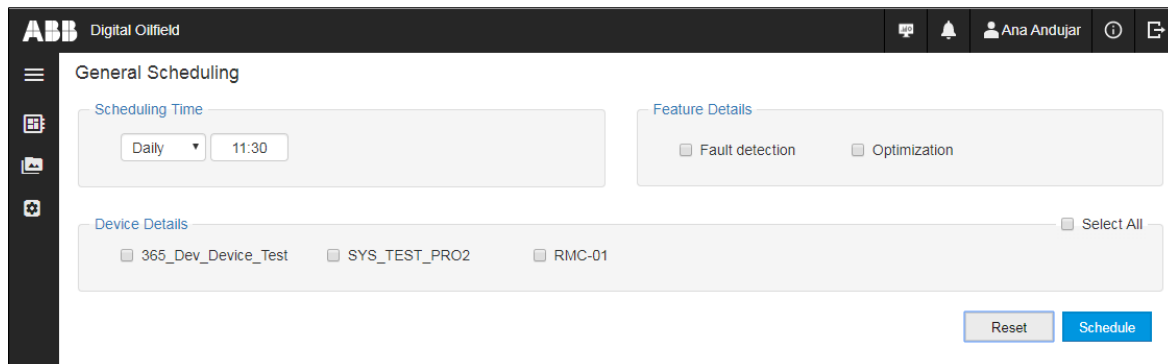 ABB Digital Oilfield Ana Andujar
General Scheduling
Scheduling Time
Daily 11:30
Feature Details
Fault detection Optimization
Device Details Select All
365_Dev_Device_Test SYS_TEST_PRO2 RMC-01
Reset Schedule